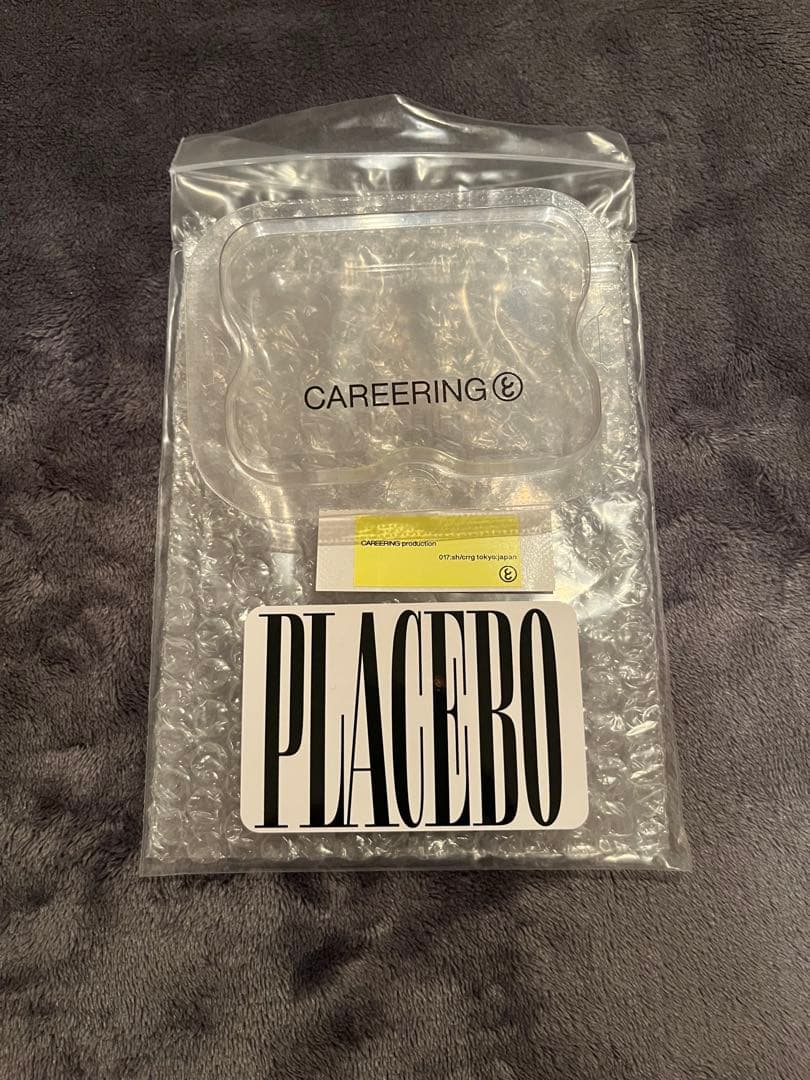 CAREERING
CAREERING production
017:sh/crrg tokyo:japan
PLACEBO